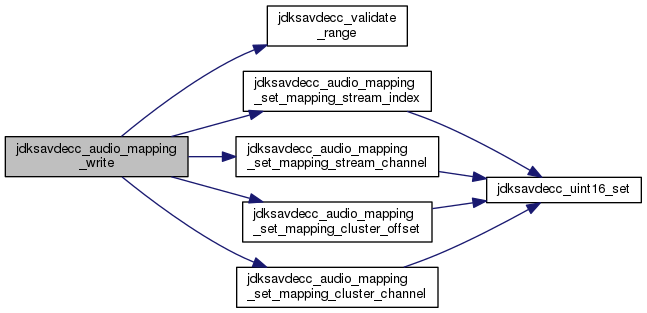 jdksavdecc_validate
_range
jdksavdecc_audio_mapping
_set_mapping_stream_index
jdksavdecc_audio_mapping
_write
jdksavdecc_audio_mapping
_set_mapping_stream_channel
jdksavdecc_uint16_set
jdksavdecc_audio_mapping
_set_mapping_cluster_offset
jdksavdecc_audio_mapping
_set_mapping_cluster_channel